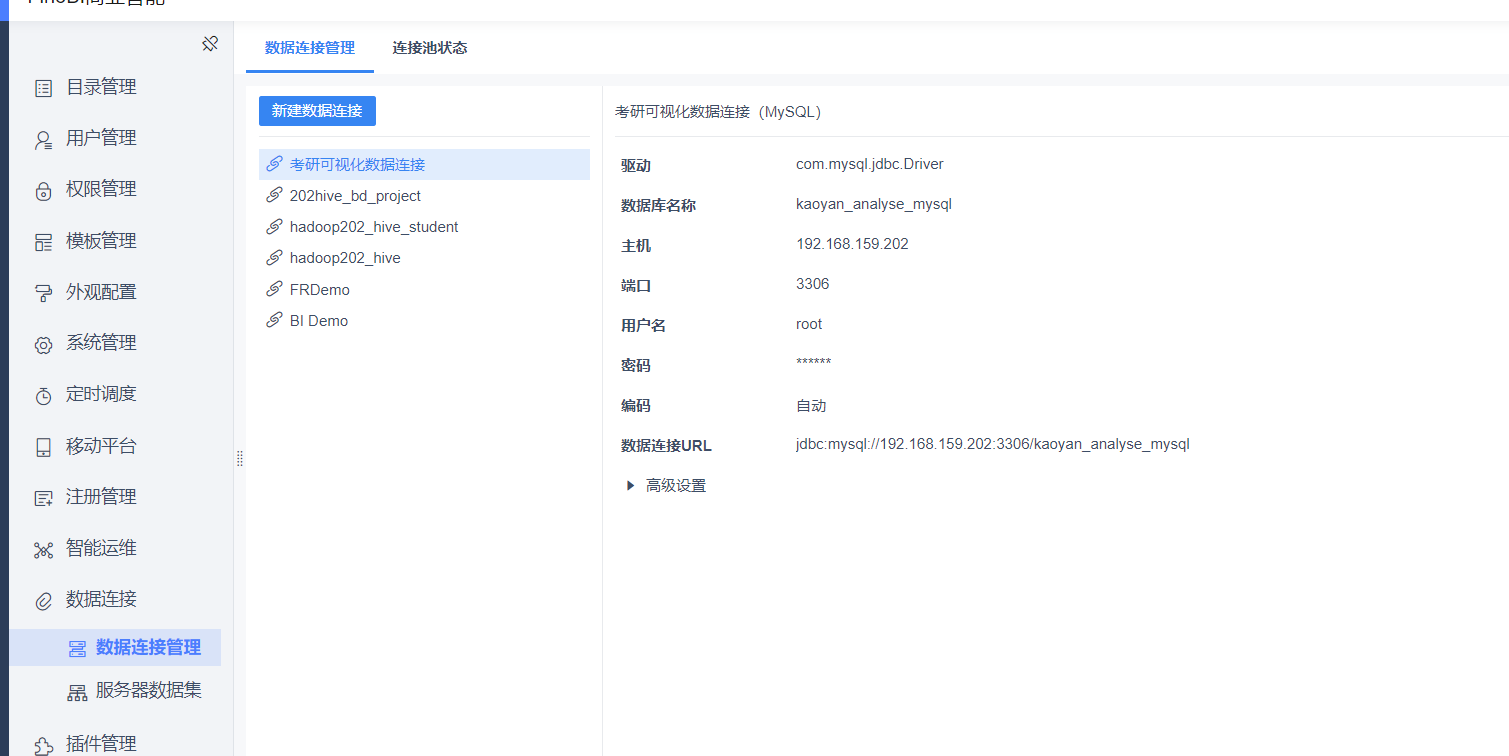 目录管理
用户管理
权限管理
模板管理
外观配置
系统管理
定时调度
移动平台
注册管理
智能运维
数据连接
数据连接管理
服务器数据集
插件管理
数据连接管理 连接池状态
新建数据连接
考研可视化数据连接
202hive_bd_project
hadoop202_hive_student
hadoop202_hive
FRDemo
BI Demo
考研可视化数据连接（MySQL）
驱动 com.mysql.jdbc.Driver
数据库名称 kaoyan_analyse_mysql
主机 192.168.159.202
端口 3306
用户名 root
密码 ******
编码 自动
数据连接URL jdbc:mysql://192.168.159.202:3306/kaoyan_analyse_mysql
高级设置